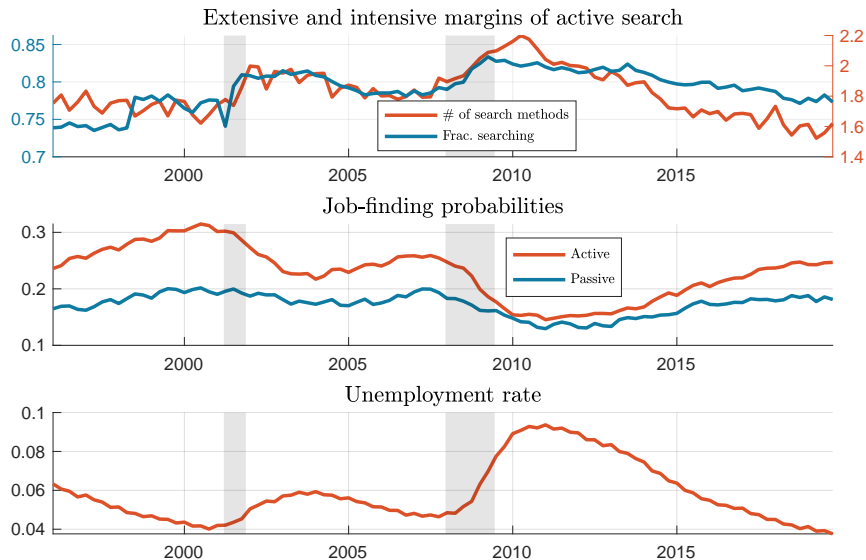 Extensive and intensive margins of active search
0.85
0.8
0.75
0.7
2.2
2
1.8
1.6
1.4
# of search methods
Frac. searching
2000 2005 2010 2015
Job-finding probabilities
0.3
0.2
0.1
Active
Passive
2000 2005 2010 2015
Unemployment rate
0.1
0.08
0.06
0.04
2000 2005 2010 2015